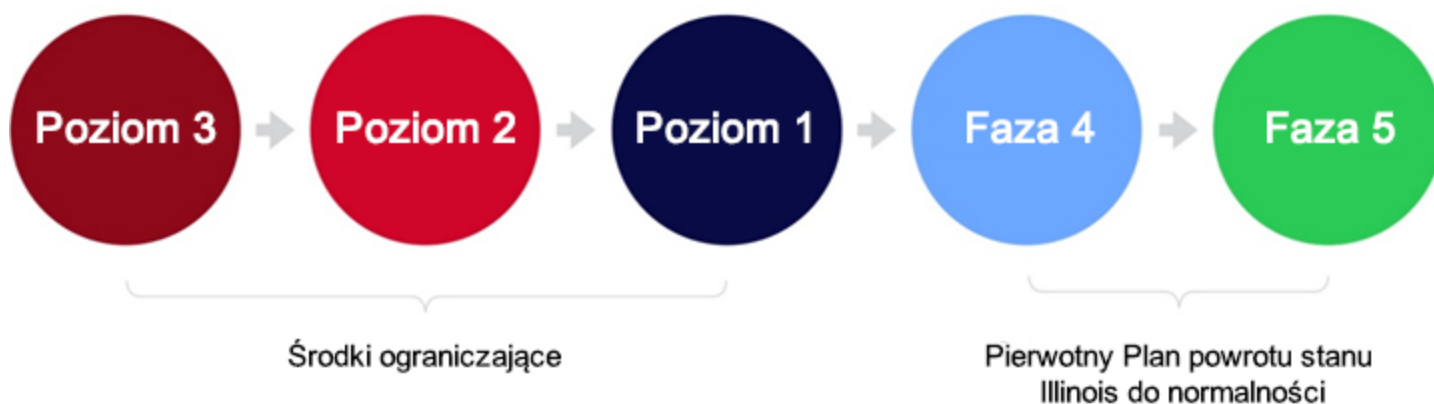 Poziom 3
Poziom 2
Poziom 1
Faza 4
Faza 5
Środki ograniczające
Pierwotny Plan powrotu stanu
Illinois do normalności